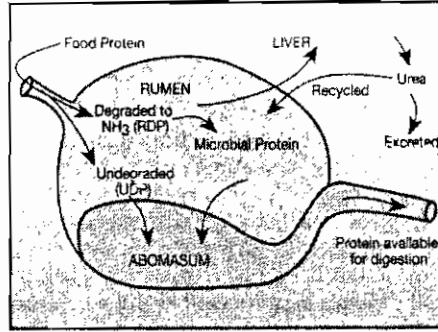 Food Protein
LIVER
RUMEN
Urea
Recycled
Degraded to
NH3 (RDP)
Excreted
Microbial Protein
Undegraded
(UDP)
Protein available
for digestion
ABOMASUM